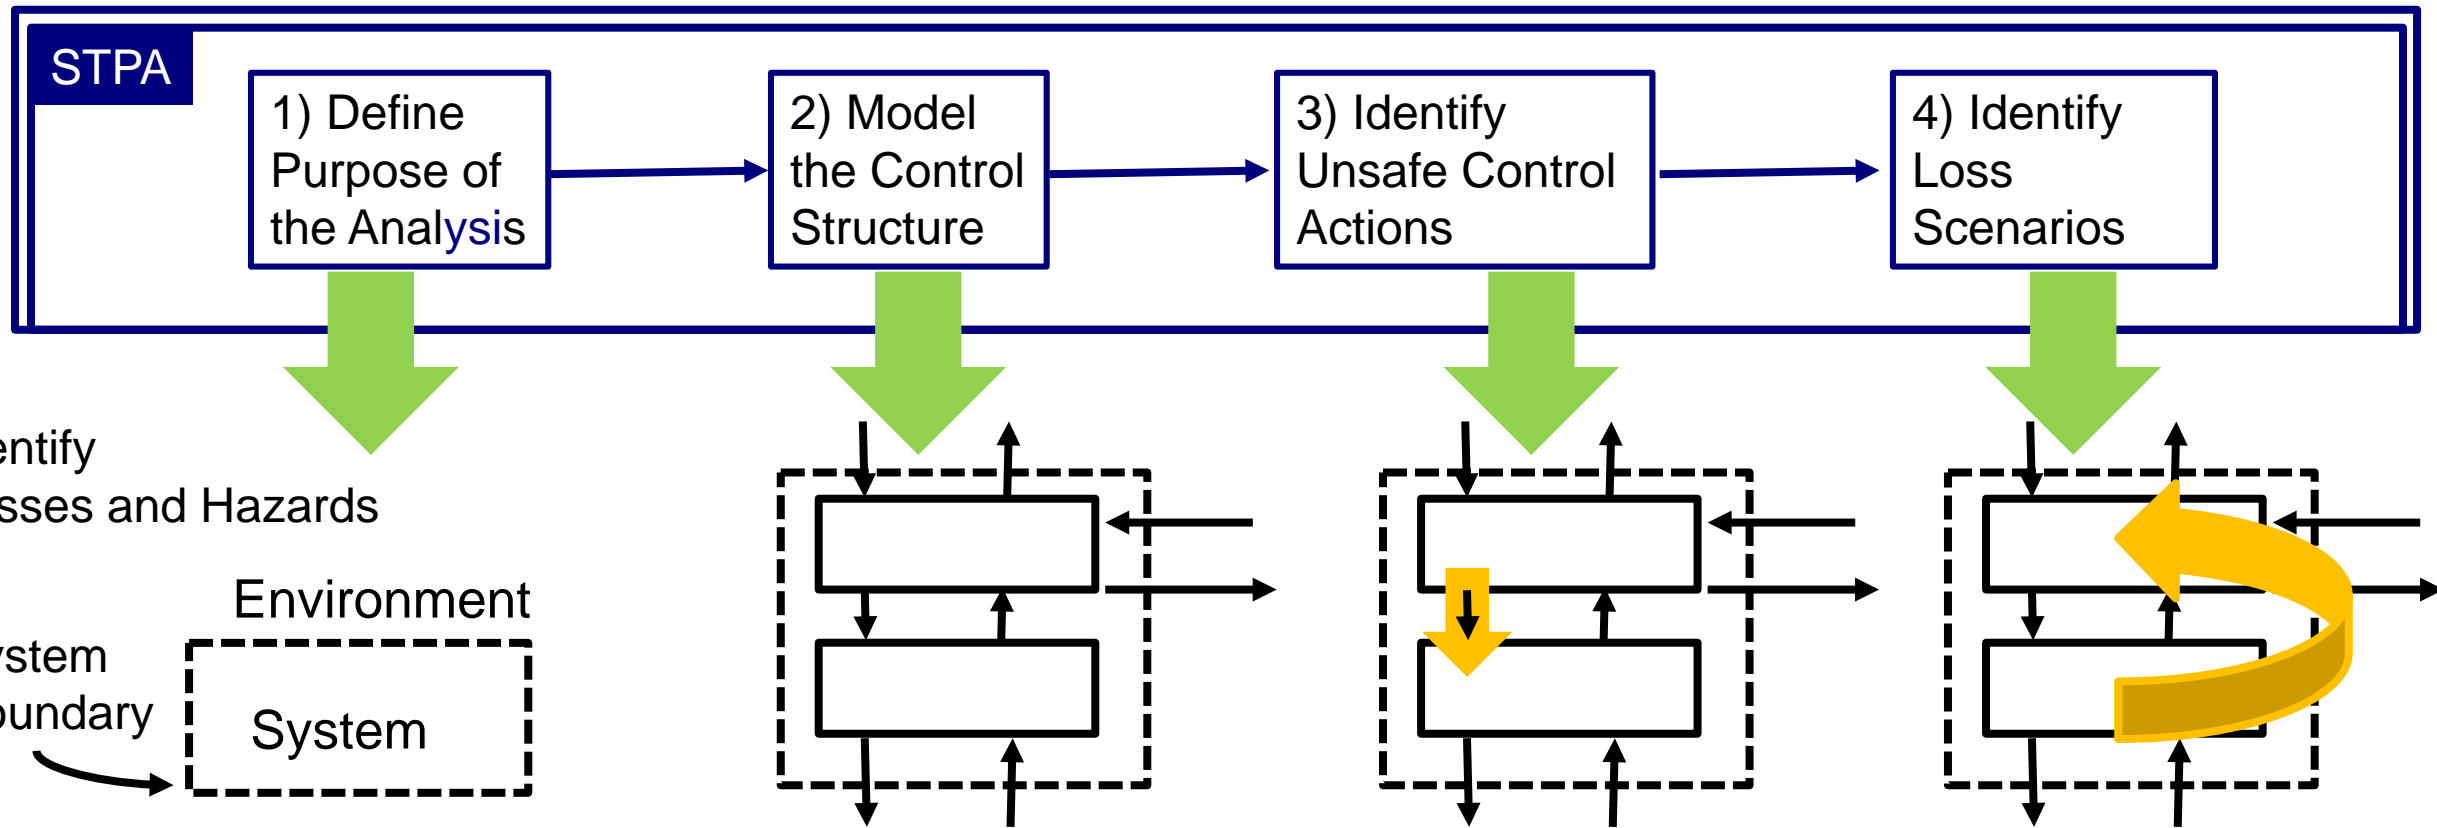 STPA
1) Define
Purpose of
the Analysis
2) Model
the Control
Structure
3) Identify
Unsafe Control
Actions
4) Identify
Loss
Scenarios
entify
sses and Hazards
Environment
ystem
oundary
System